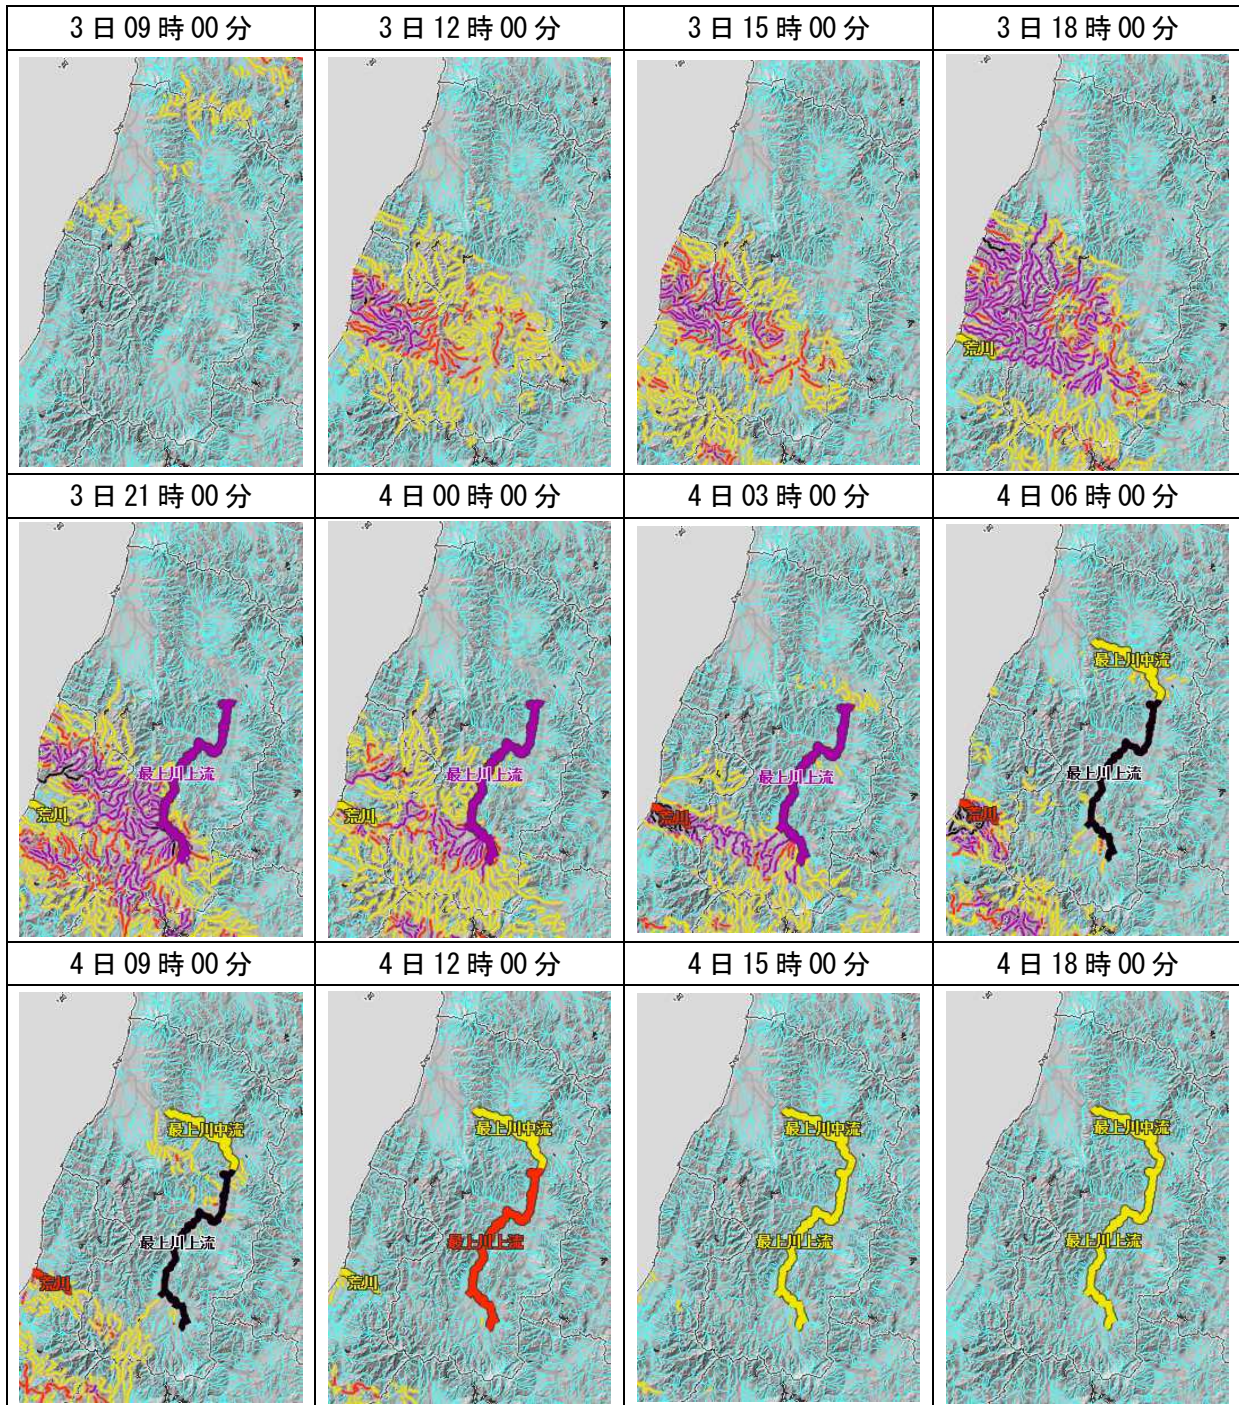 3日09時00分
3日12時00分
3日15時00分
3日18時00分
荒川
3日21時00分
4日00時00分
4日03時00分
4日06時00分
最上川上流
荒川
最上川上流
荒川
最上川上流
荒川
最上川中流
最上川上流
荒川
4日09時00分
4日12時00分
4日15時00分
4日18時00分
最上川中流
最上川上流
荒川
最上川中流
最上川上流
荒川
最上川中流
最上川上流
最上川中流
最上川上流